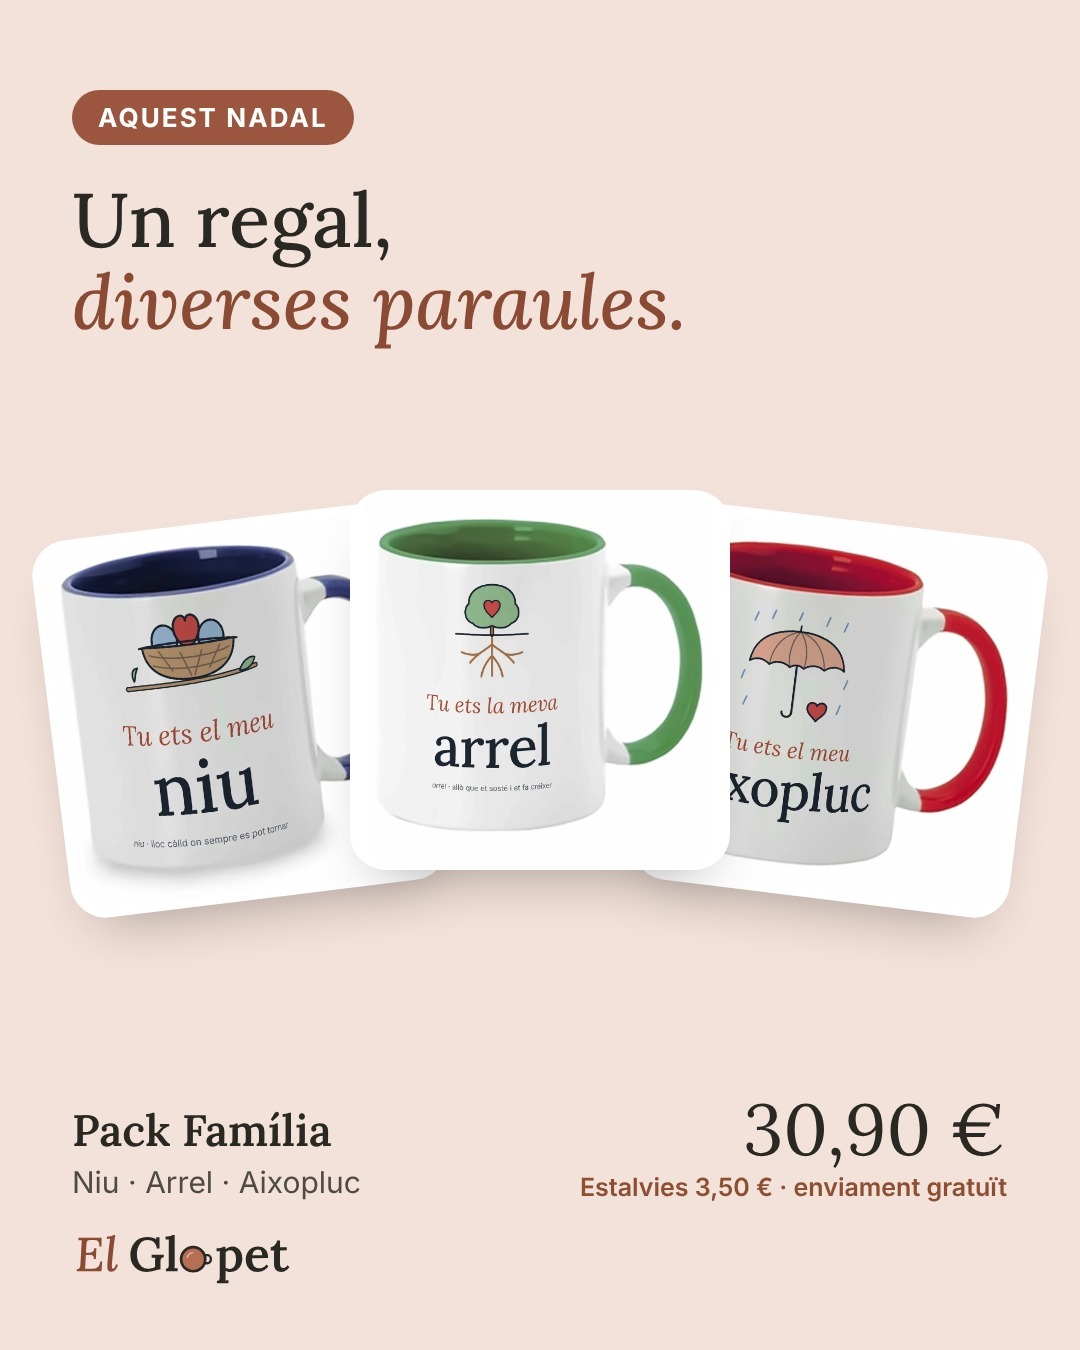 AQUEST NADAL
Un regal,
diverses paraules.
Tu ets el meu
niu
niu · lloc càlid on sempre es pot tornar
Tu ets la meva
arrel
arrel · allò que et sosté i et fa créixer
Tu ets el meu
xopluc
Pack Família
Niu · Arrel · Aixopluc
30,90 €
Estalvies 3,50 € · enviament gratuït
El Glopet